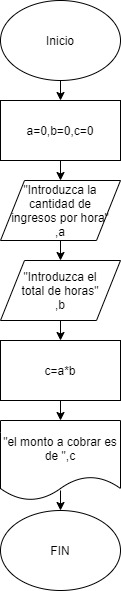 Inicio
a=0,b=0,c=0
"Introduzca la
cantidad de
ingresos por hora"
,a
"Introduzca el
total de horas"
,b
c=a*b
"el monto a cobrar es
de ",c
FIN